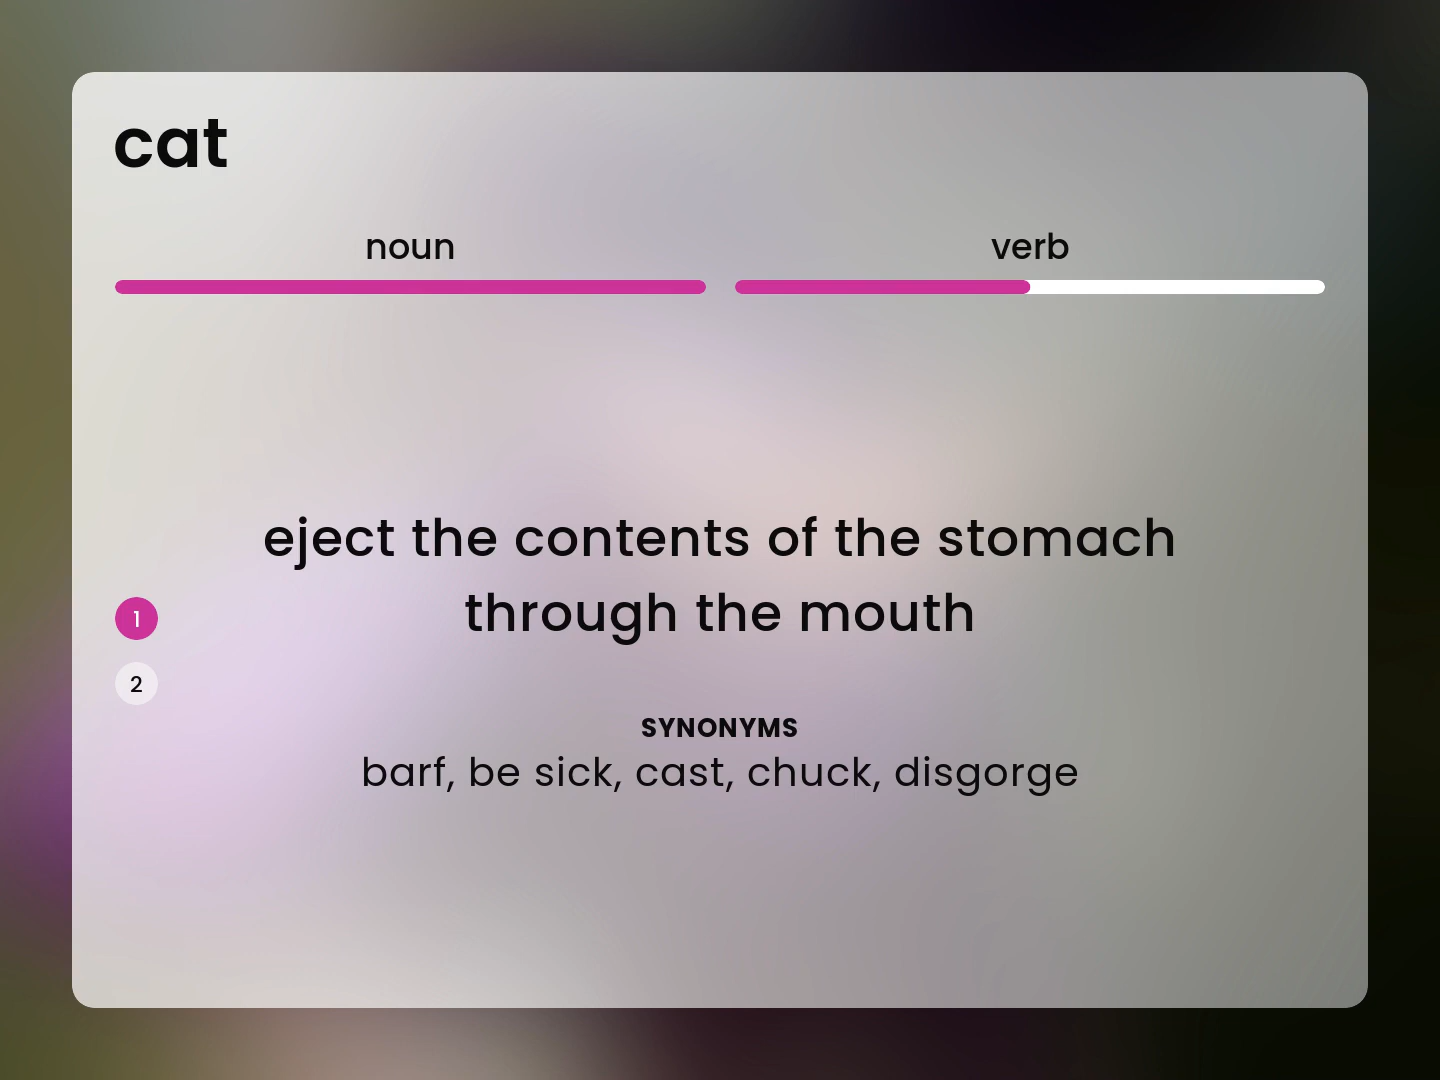 cat
noun
verb
eject the contents of the stomach
through the mouth
1
2
SYNONYMS
barf, be sick, cast, chuck, disgorge